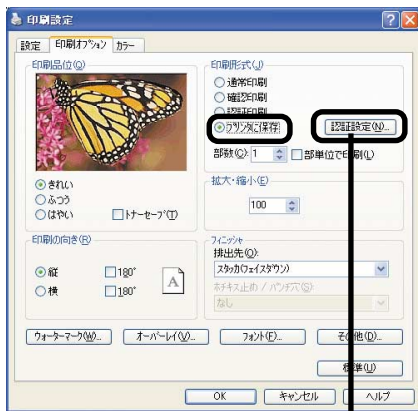 印刷設定
設定 印刷オプション カラー
印刷品位(Q)
きれい
ふつう
はやい トナーセーブ(T)
印刷形式(J)
通常印刷
確認印刷
認証印刷
プリンタに保存 認証設定(N)...
部数(C): 1 部単位で印刷(L)
拡大・縮小(E)
100
印刷の向き(R)
縦 180°
横 180°
A
フィニッシャ
排出先(O):
スタッカ(フェイスダウン)
ホチキス止め / パンチ穴(S):
なし
ウォーターマーク(W)... オーバーレイ(V)... フォント(F)... その他(D)...
標準(U)
OK キャンセル ヘルプ